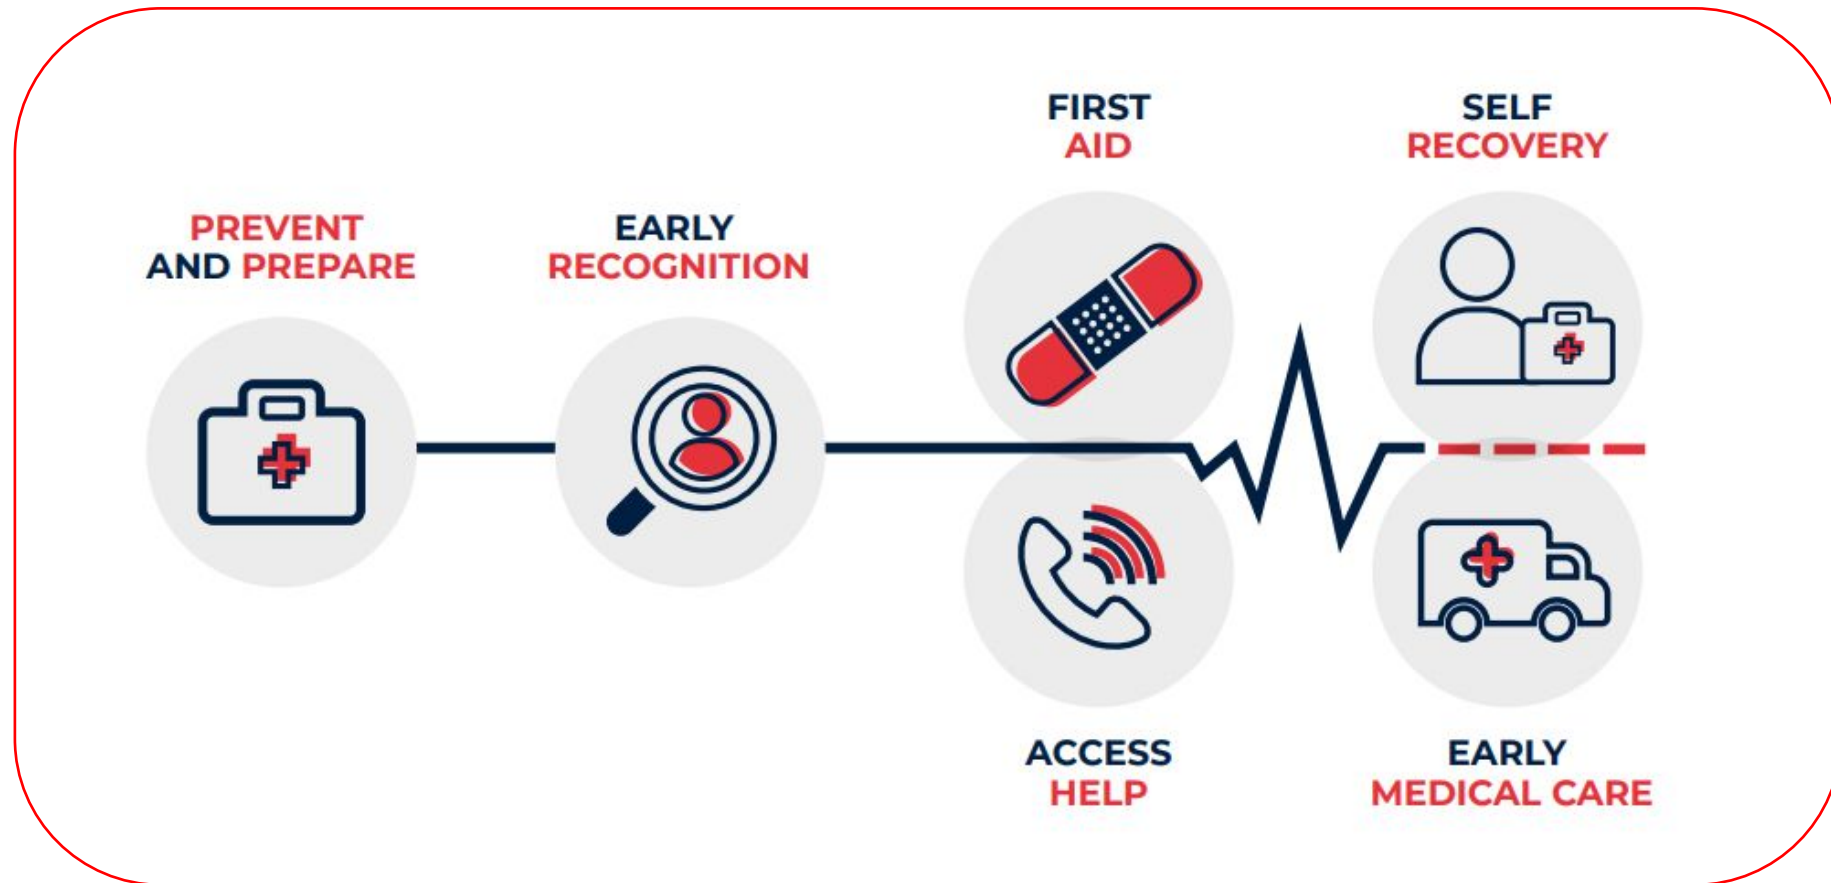 PREVENT
AND PREPARE
EARLY
RECOGNITION
FIRST
AID
ACCESS
HELP
SELF
RECOVERY
EARLY
MEDICAL CARE